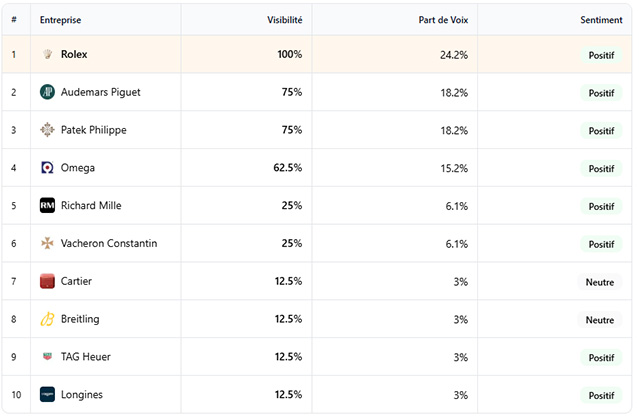 # Entreprise Visibilité Part de Voix Sentiment
1 Rolex 100% 24.2% Positif
2 AP Audemars Piguet 75% 18.2% Positif
3 Patek Philippe 75% 18.2% Positif
4 Omega 62.5% 15.2% Positif
5 RM Richard Mille 25% 6.1% Positif
6 Vacheron Constantin 25% 6.1% Positif
7 Cartier 12.5% 3% Neutre
8 B Breitling 12.5% 3% Neutre
9 TAG Heuer 12.5% 3% Positif
10 Longines 12.5% 3% Positif